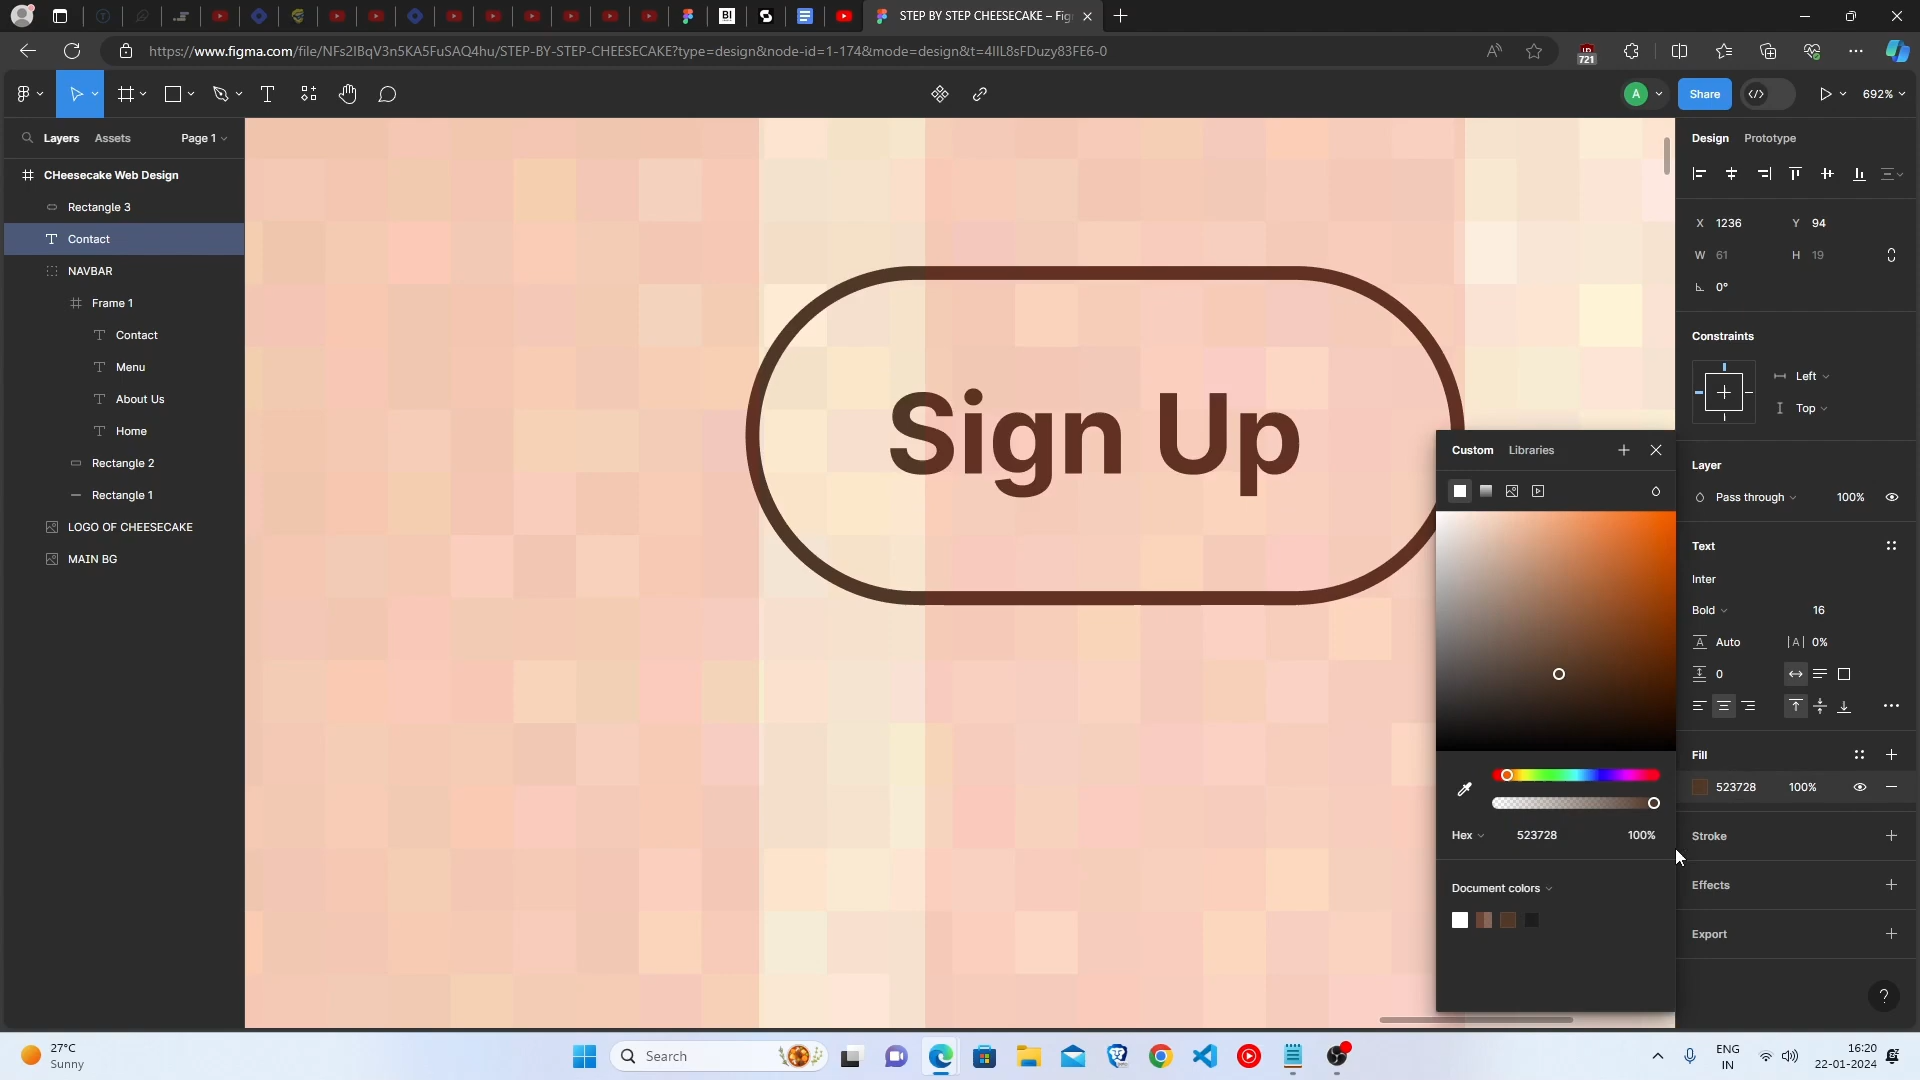 STEP BY STEP CHEESECAKE – Fig
https://www.figma.com/file/NFs2IBqV3n5KA5FuSAQ4hu/STEP-BY-STEP-CHEESECAKE?type=design&node-id=1-174&mode=design&t=4IIL8sFDuzy83FE6-0
721
A
Share
692%
Layers
Assets
Page 1
CHeesecake Web Design
Rectangle 3
Contact
NAVBAR
Frame 1
Contact
Menu
About Us
Home
Rectangle 2
Rectangle 1
LOGO OF CHEESECAKE
MAIN BG
Sign Up
Custom
Libraries
Hex
523728
100%
Document colors
Design
Prototype
X 1236
Y 94
W 61
H 19
0°
Constraints
Left
Top
Layer
Pass through
100%
Text
Inter
Bold
16
Auto
0%
0
Fill
523728
100%
Stroke
Effects
Export
?
27°C
Sunny
Search
ENG
IN
16:20
22-01-2024